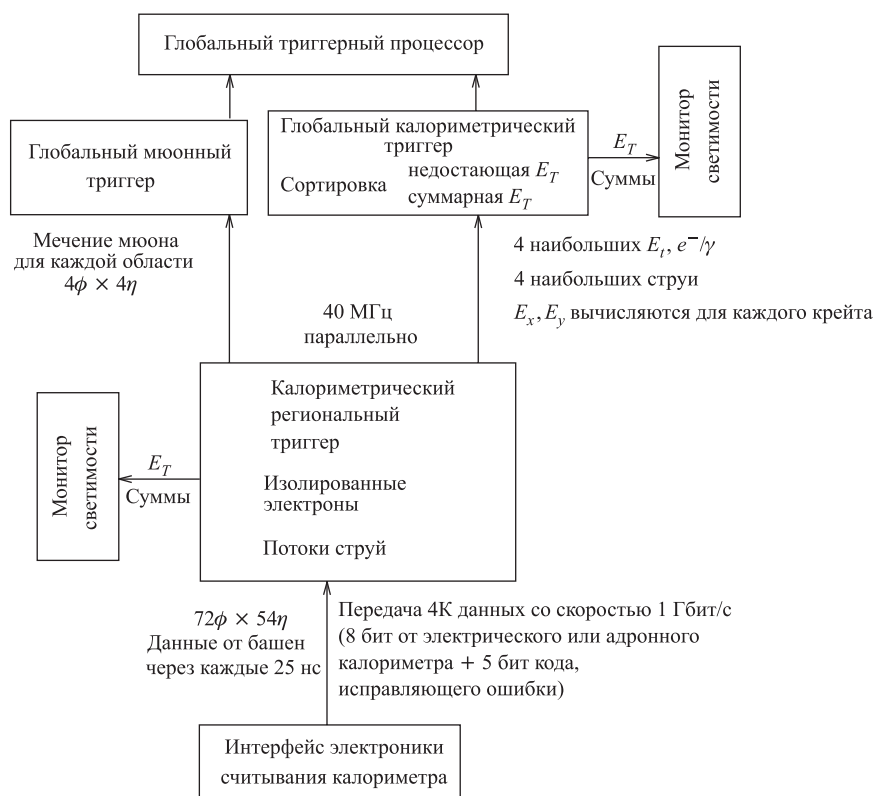 Глобальный триггерный процессор
Глобальный мюонный
триггер
Глобальный калориметрический
триггер
Сортировка
недостающая E_T
суммарная E_T
E_T
Суммы
Монитор
светимости
Мечение мюона
для каждой области
4ϕ × 4η
4 наибольших E_t, e⁻/γ
4 наибольших струи
E_x, E_y вычисляются для каждого крейта
40 МГц
параллельно
Калориметрический
региональный
триггер
Изолированные
электроны
Потоки струй
E_T
Суммы
Монитор
светимости
72ϕ × 54η
Данные от башен
через каждые 25 нс
Передача 4К данных со скоростью 1 Гбит/с
(8 бит от электрического или адронного
калориметра + 5 бит кода,
исправляющего ошибки)
Интерфейс электроники
считывания калориметра